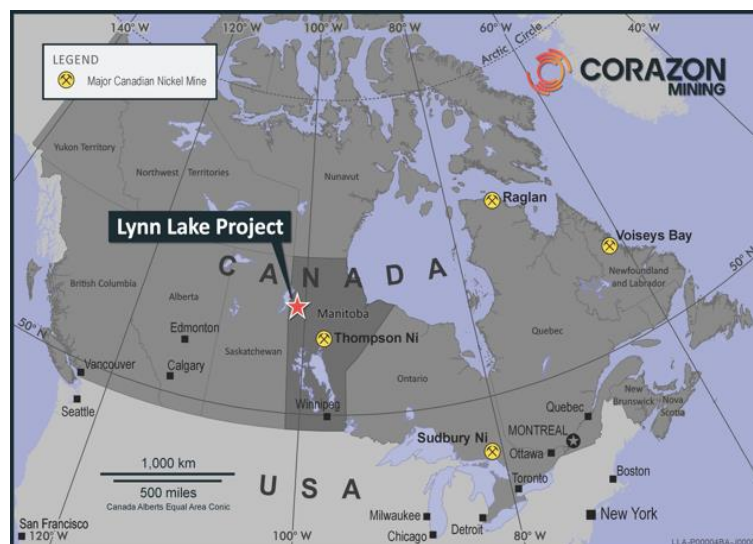 140° W
120° W
100° W
80° W
60° W
Arctic Circle
50° N
LEGEND
Major Canadian Nickel Mine
CORAZON
MINING
Yukon Territory
Northwest Territories
Nunavut
Raglan
Lynn Lake Project
Voiseys Bay
CANADA
British Columbia
Alberta
Manitoba
Newfoundland
and Labrador
Edmonton
Thompson Ni
Quebec
50° N
Saskatchewan
Ontario
Vancouver
Calgary
New
Brunswick
Nova
Scotia
Seattle
Winnipeg
Quebec
MONTREAL
Sudbury Ni
Ottawa
1,000 km
500 miles
Canada Alberts Equal Area Conic
USA
Toronto
Boston
San Francisco
120° W
100° W
Milwaukee
Detroit
Chicago
80° W
New York